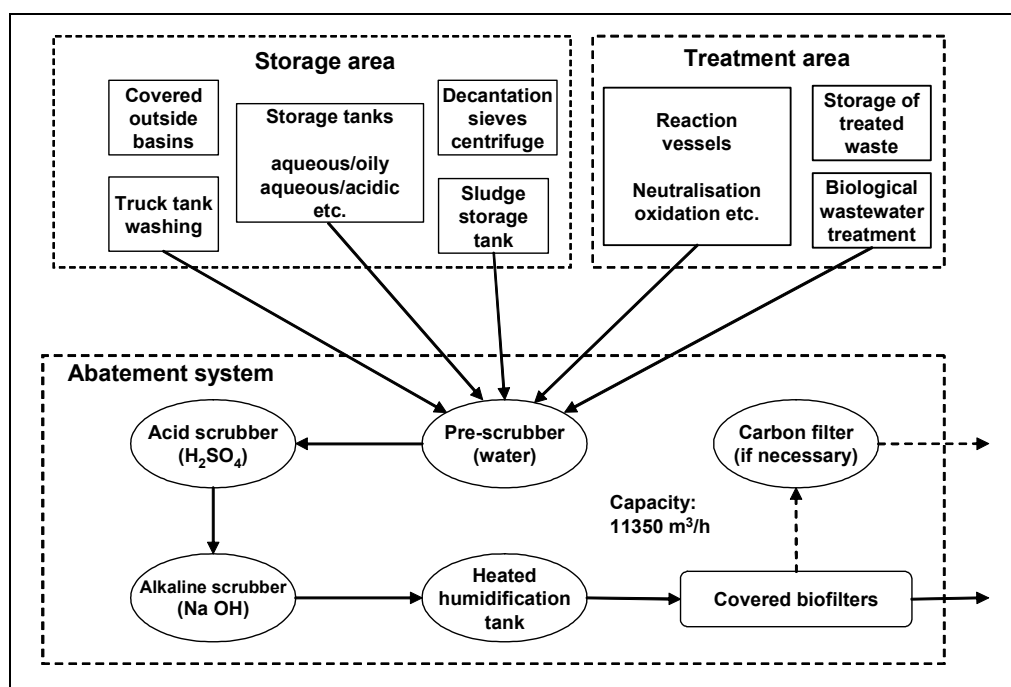 Storage area
Covered
outside
basins
Storage tanks
aqueous/oily
aqueous/acidic
etc.
Decantation
sieves
centrifuge
Truck tank
washing
Sludge
storage
tank
Treatment area
Reaction
vessels
Neutralisation
oxidation etc.
Storage of
treated
waste
Biological
wastewater
treatment
Abatement system
Acid scrubber
(H₂SO₄)
Pre-scrubber
(water)
Carbon filter
(if necessary)
Capacity:
11350 m³/h
Alkaline scrubber
(Na OH)
Heated
humidification
tank
Covered biofilters